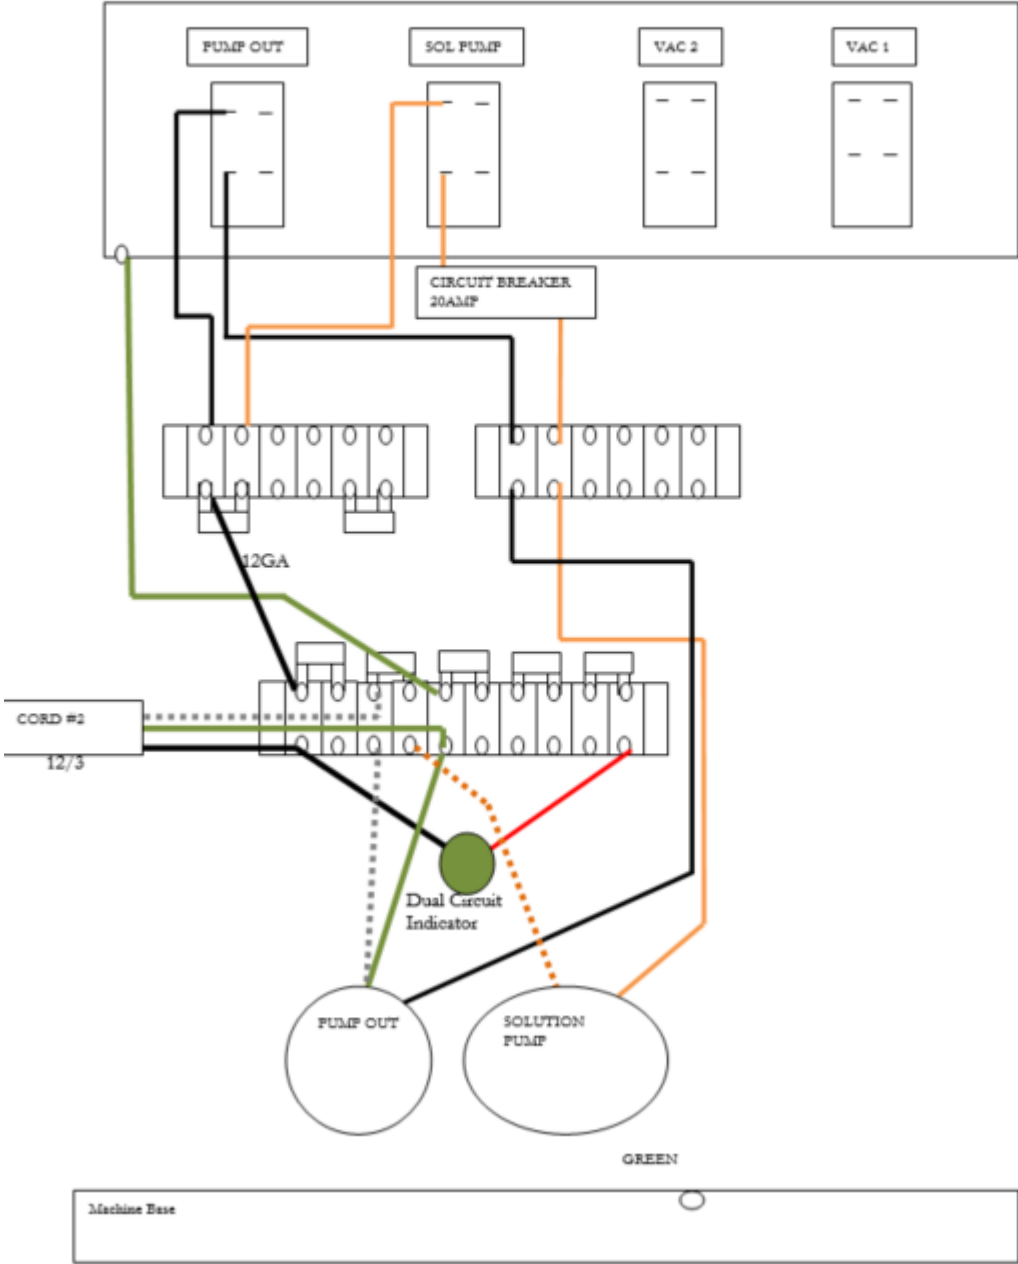 PUMP OUT
SOL PUMP
VAC 2
VAC 1
CIRCUIT BREAKER
20AMP
12GA
CORD #2
12/3
Dual Circuit
Indicator
PUMP OUT
SOLUTION
PUMP
GREEN
Machine Base